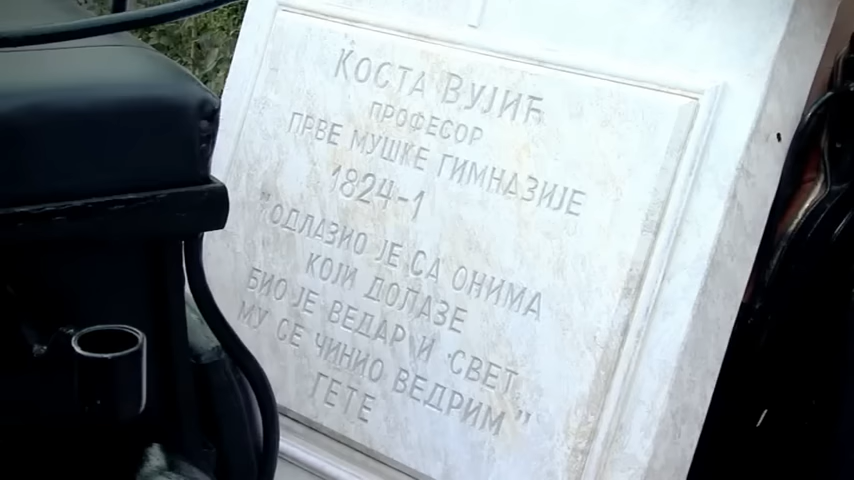 КОСТА ВУЈИЋ
ПРОФЕСОР
ПРВЕ МУШКЕ ГИМНАЗИЈЕ
1824-1
"ОДЛАЗИО ЈЕ СА ОНИМА
КОЈИ ДОЛАЗЕ
БИО ЈЕ ВЕДАР И СВЕТ
МУ СЕ ЧИНИО ВЕДРИМ"
ГЕТЕ